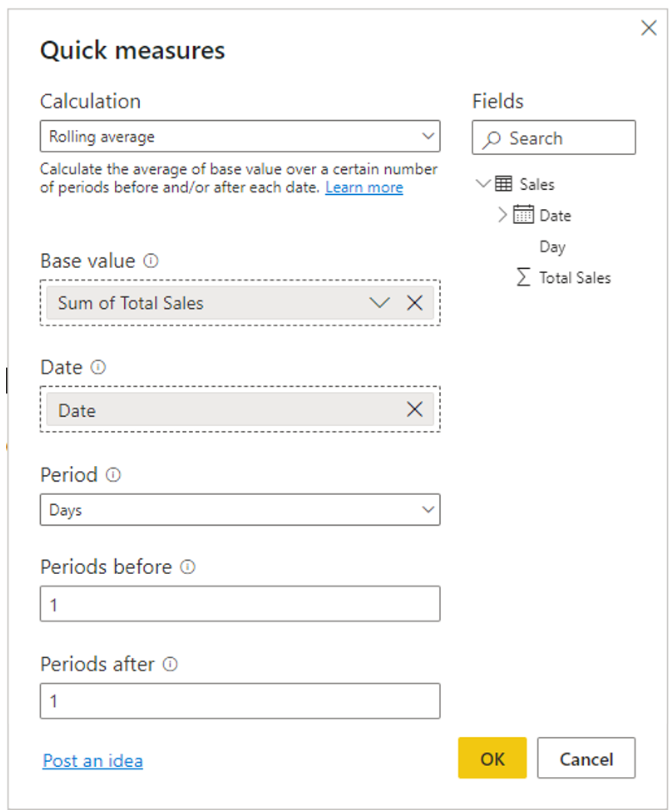 Quick measures
Calculation
Rolling average
Calculate the average of base value over a certain number
of periods before and/or after each date. Learn more
Base value
Sum of Total Sales
Date
Date
Period
Days
Periods before
1
Periods after
1
Post an idea
Fields
Search
Sales
Date
Day
Total Sales
OK
Cancel